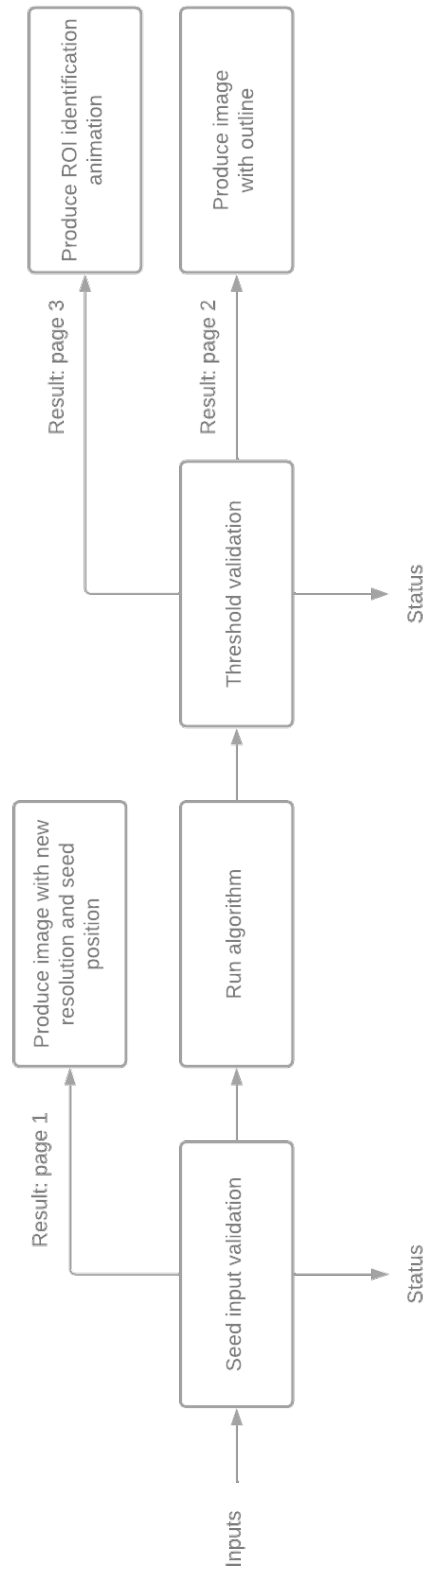 Inputs
Seed input validation
Status
Result: page 1
Produce image with new
resolution and seed
position
Run algorithm
Threshold validation
Status
Result: page 3
Produce ROI identification
animation
Result: page 2
Produce image
with outline